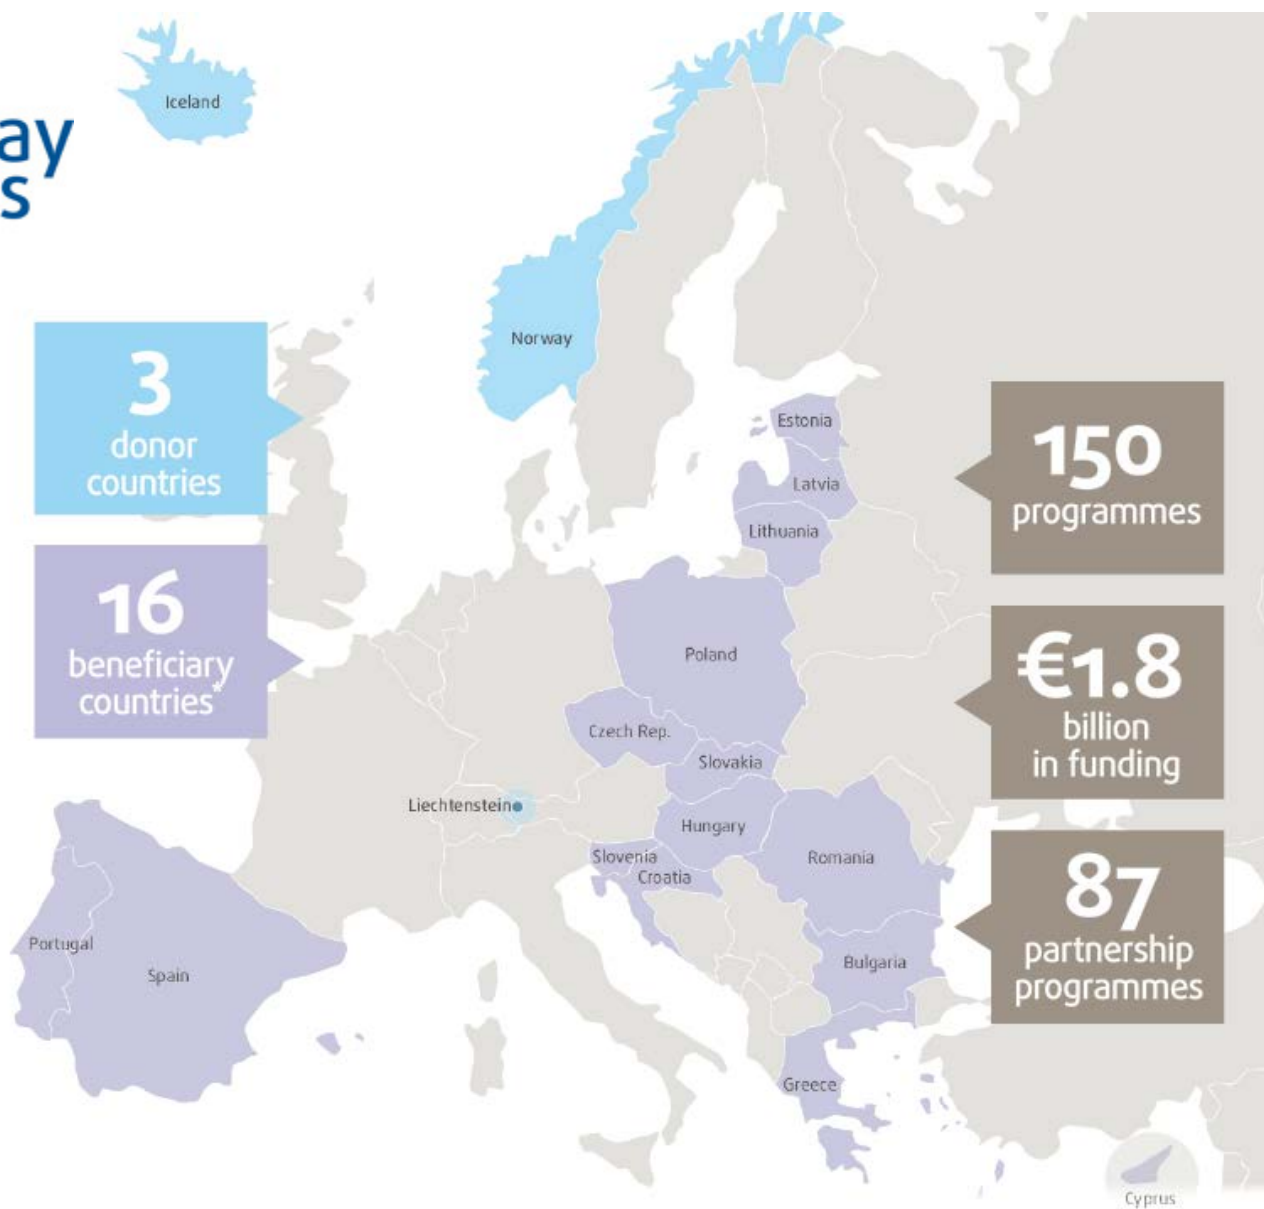 Iceland
ay
s
Norway
3
donor
countries
16
beneficiary
countries*
Estonia
Latvia
Lithuania
150
programmes
Poland
€1.8
billion
in funding
Czech Rep.
Slovakia
Liechtenstein
Hungary
Slovenia
Croatia
Romania
87
partnership
programmes
Portugal
Spain
Bulgaria
Greece
Cyprus